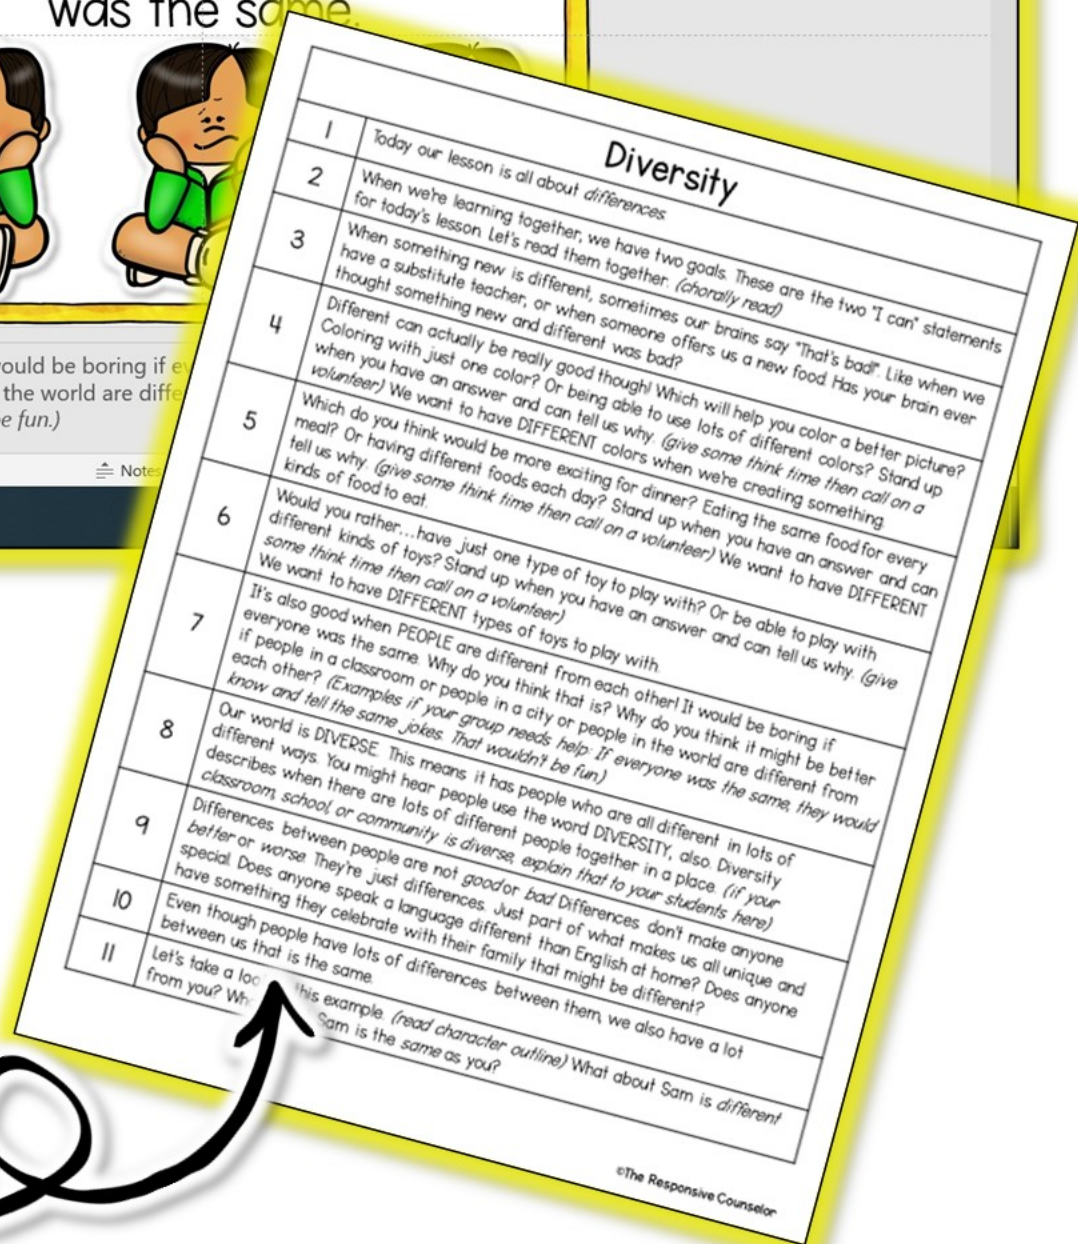 was the same.
ould be boring if ev
the world are diffe
e fun.)
Notes
Diversity
1
Today our lesson is all about differences.
2
When we're learning together, we have two goals. These are the two "I can" statements
for today's lesson. Let's read them together. (chorally read)
3
When something new is different, sometimes our brains say "That's bad!". Like when we
have a substitute teacher, or when someone offers us a new food. Has your brain ever
thought something new and different was bad?
4
Different can actually be really good though! Which will help you color a better picture?
Coloring with just one color? Or being able to use lots of different colors? Stand up
when you have an answer and can tell us why. (give some think time then call on a
volunteer) We want to have DIFFERENT colors when we're creating something.
5
Which do you think would be more exciting for dinner? Eating the same food for every
meal? Or having different foods each day? Stand up when you have an answer and can
tell us why. (give some think time then call on a volunteer) We want to have DIFFERENT
kinds of food to eat.
6
Would you rather...have just one type of toy to play with? Or be able to play with
different kinds of toys? Stand up when you have an answer and can tell us why. (give
some think time then call on a volunteer)
We want to have DIFFERENT types of toys to play with.
7
It's also good when PEOPLE are different from each other! It would be boring if
everyone was the same. Why do you think that is? Why do you think it might be better
if people in a classroom or people in a city or people in the world are different from
each other? (Examples if your group needs help: If everyone was the same, they would
know and tell the same jokes. That wouldn't be fun.)
8
Our world is DIVERSE. This means it has people who are all different in lots of
different ways. You might hear people use the word DIVERSITY, also. Diversity
describes when there are lots of different people together in a place. (if your
classroom, school, or community is diverse, explain that to your students here)
9
Differences between people are not good or bad. Differences don't make anyone
better or worse. They're just differences. Just part of what makes us all unique and
special. Does anyone speak a language different than English at home? Does anyone
have something they celebrate with their family that might be different?
10
Even though people have lots of differences between them, we also have a lot
between us that is the same.
11
Let's take a loo his example. (read character outline) What about Sam is different
from you? Wh Sam is the same as you?
©The Responsive Counselor